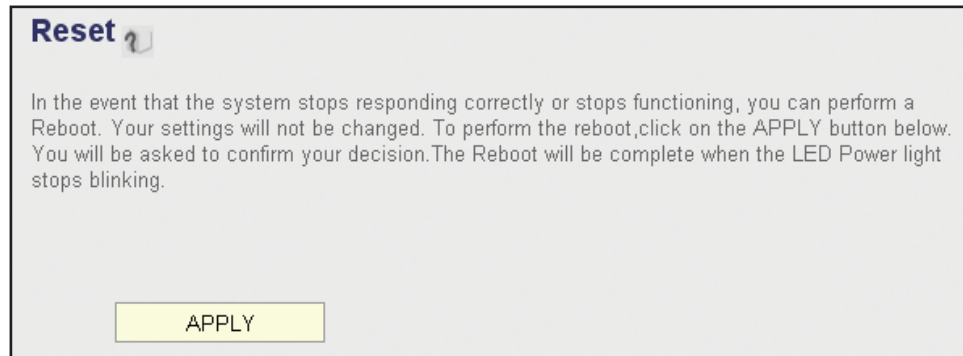 Reset
In the event that the system stops responding correctly or stops functioning, you can perform a
Reboot. Your settings will not be changed. To perform the reboot,click on the APPLY button below.
You will be asked to confirm your decision.The Reboot will be complete when the LED Power light
stops blinking.
APPLY